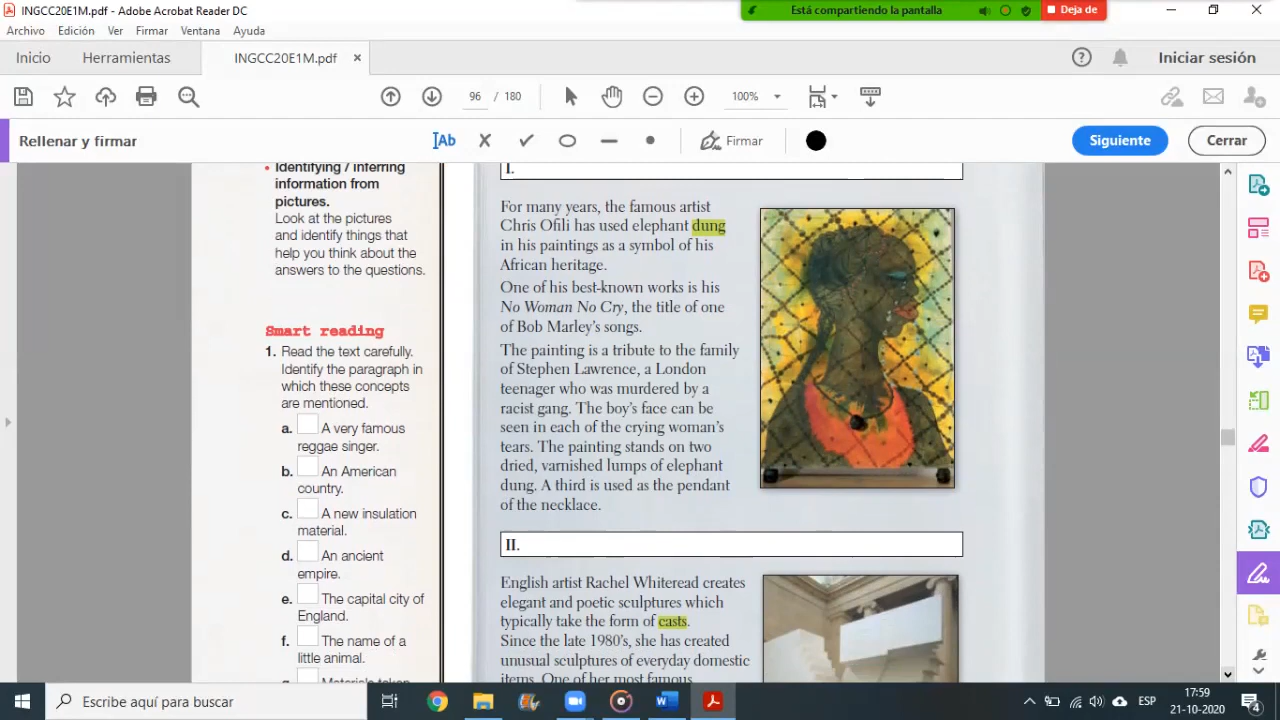 INGCC20E1M.pdf - Adobe Acrobat Reader DC
Está compartiendo la pantalla
Deja de
Archivo Edición Ver Firmar Ventana Ayuda
Inicio Herramientas INGCC20E1M.pdf × Iniciar sesión
96 / 180 100%
Rellenar y firmar Ab Firmar Siguiente Cerrar
• Identifying / inferring
information from
pictures.
Look at the pictures
and identify things that
help you think about the
answers to the questions.
Smart reading
1. Read the text carefully.
Identify the paragraph in
which these concepts
are mentioned.
a. A very famous
reggae singer.
b. An American
country.
c. A new insulation
material.
d. An ancient
empire.
e. The capital city of
England.
f. The name of a
little animal.
g. Materials taken
I.
For many years, the famous artist
Chris Ofili has used elephant dung
in his paintings as a symbol of his
African heritage.
One of his best-known works is his
No Woman No Cry, the title of one
of Bob Marley's songs.
The painting is a tribute to the family
of Stephen Lawrence, a London
teenager who was murdered by a
racist gang. The boy's face can be
seen in each of the crying woman's
tears. The painting stands on two
dried, varnished lumps of elephant
dung. A third is used as the pendant
of the necklace.
II.
English artist Rachel Whiteread creates
elegant and poetic sculptures which
typically take the form of casts.
Since the late 1980's, she has created
unusual sculptures of everyday domestic
items. One of her most famous
Escribe aquí para buscar
ESP
17:59
21-10-2020
4